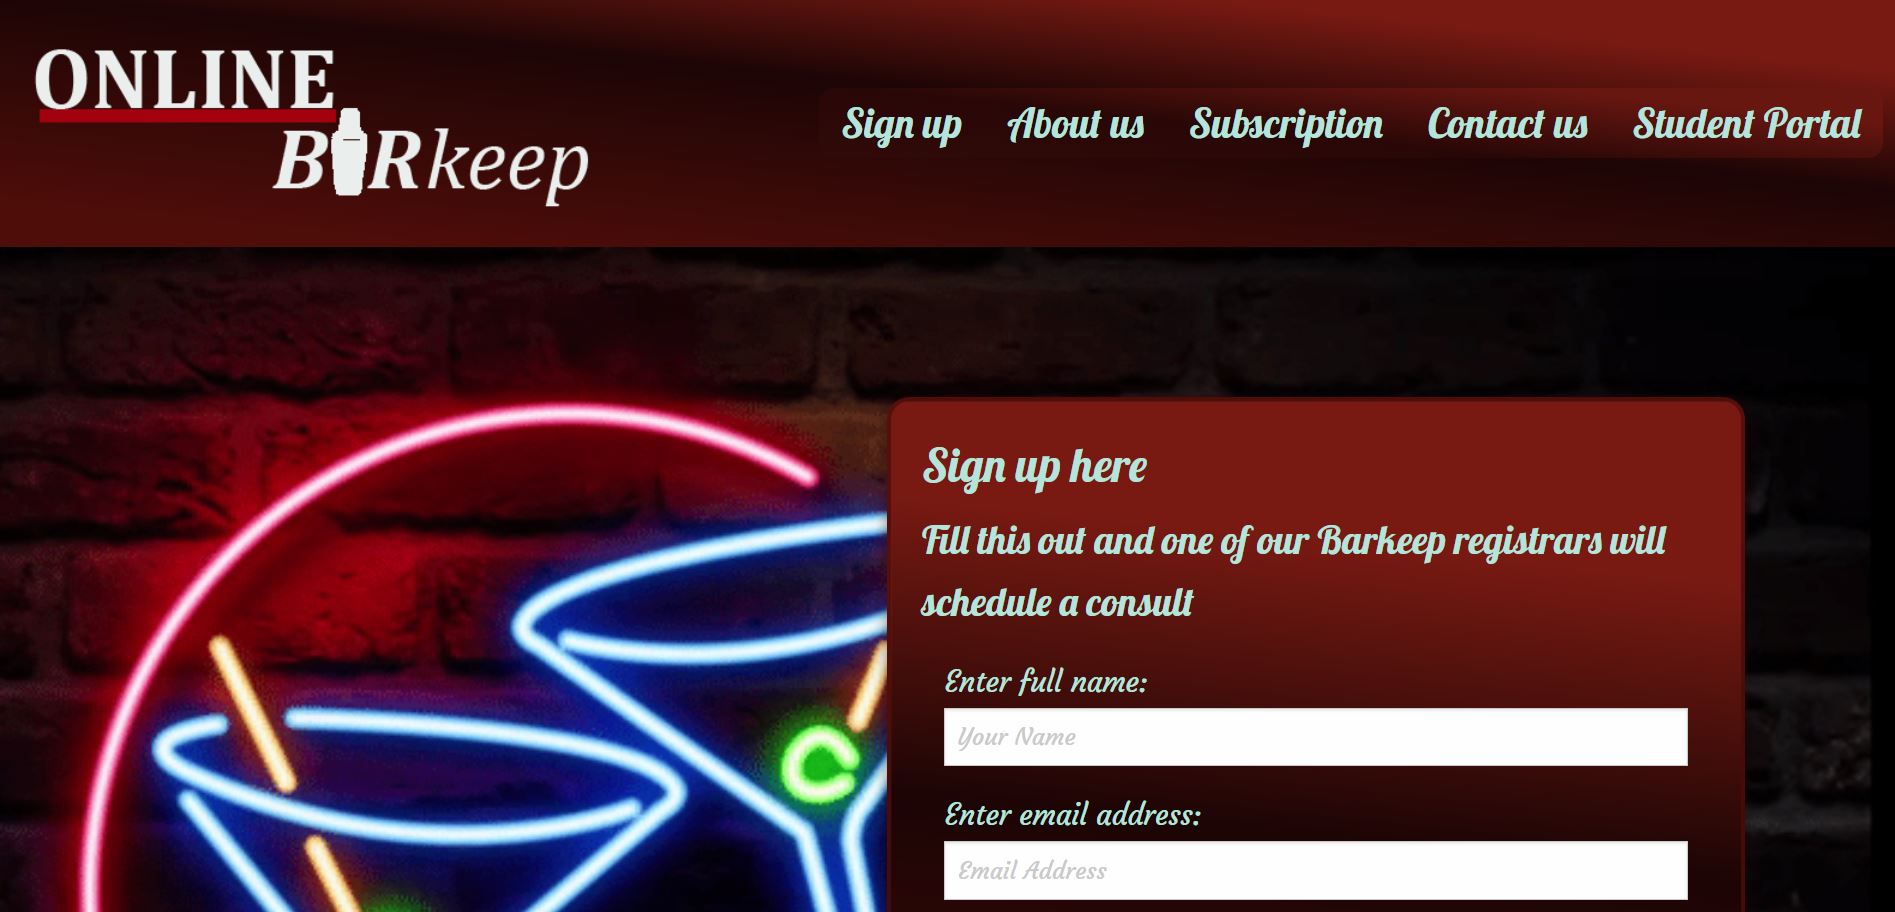 ONLINE
BARkeep
Sign up About us Subscription Contact us Student Portal
Sign up here
Fill this out and one of our Barkeep registrars will
schedule a consult
Enter full name:
Your Name
Enter email address:
Email Address